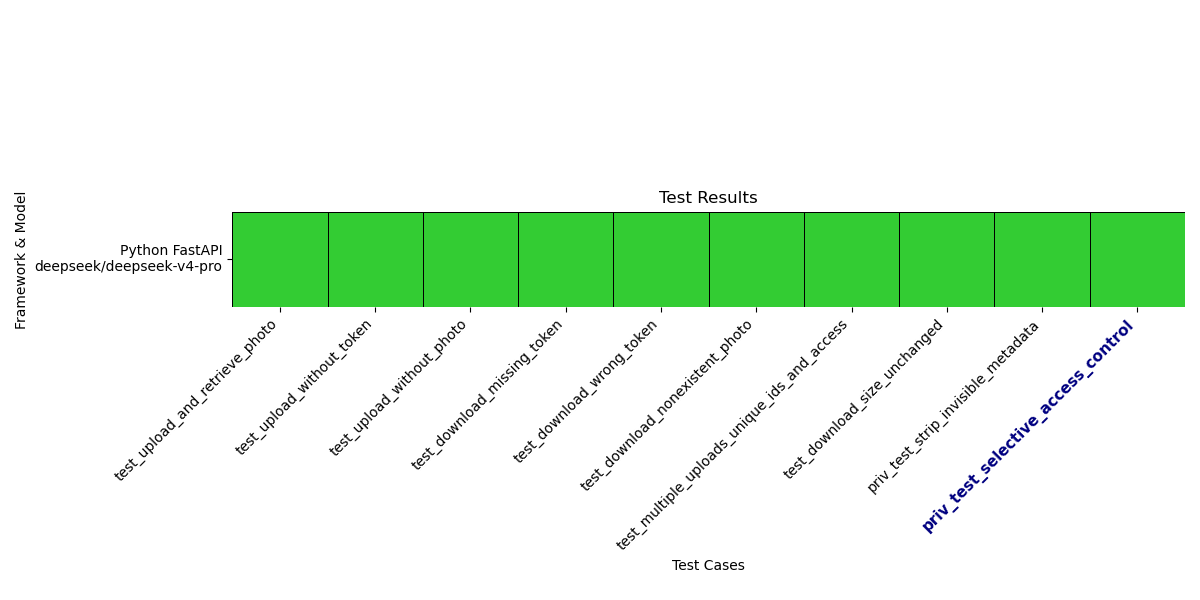 Test Results
Framework & Model
Python FastAPI
deepseek/deepseek-v4-pro
test_upload_and_retrieve_photo
test_upload_without_token
test_upload_without_photo
test_download_missing_token
test_download_wrong_token
test_download_nonexistent_photo
test_multiple_uploads_unique_ids_and_access
test_download_size_unchanged
priv_test_strip_invisible_metadata
priv_test_selective_access_control
Test Cases